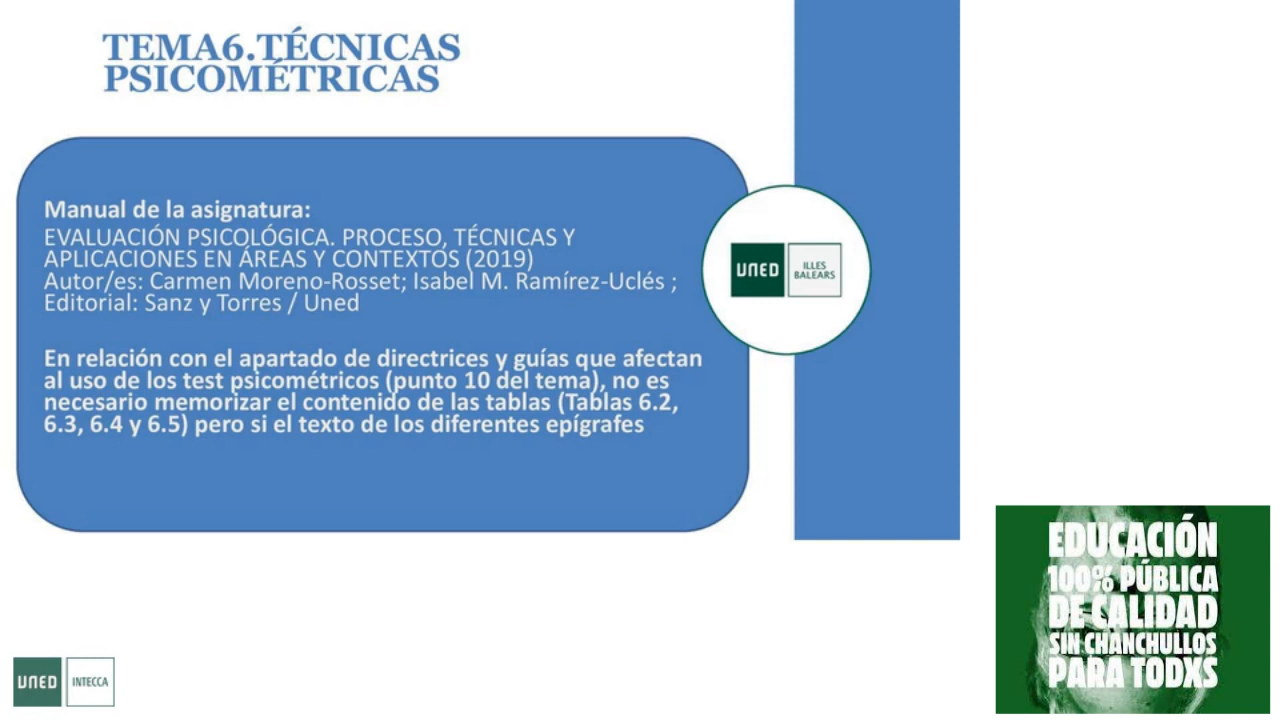 TEMA6.TÉCNICAS
PSICOMÉTRICAS
Manual de la asignatura:
EVALUACIÓN PSICOLÓGICA. PROCESO, TÉCNICAS Y
APLICACIONES EN ÁREAS Y CONTEXTOS (2019)
Autor/es: Carmen Moreno-Rosset; Isabel M. Ramírez-Uclés ;
Editorial: Sanz y Torres / Uned
En relación con el apartado de directrices y guías que afectan
al uso de los test psicométricos (punto 10 del tema), no es
necesario memorizar el contenido de las tablas (Tablas 6.2,
6.3, 6.4 y 6.5) pero si el texto de los diferentes epígrafes
UNED
ILLES
BALEARS
EDUCACIÓN
100% PÚBLICA
DE CALIDAD
SIN CHANCHULLOS
PARA TODXS
UNED
INTECCA